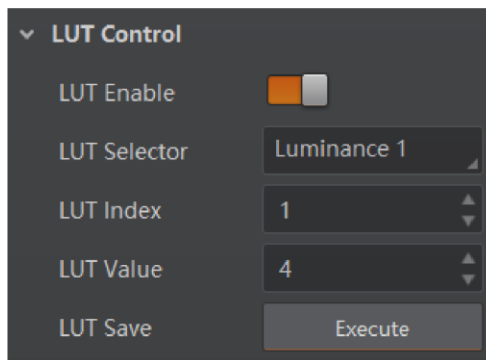 LUT Control
LUT Enable
LUT Selector Luminance 1
LUT Index 1
LUT Value 4
LUT Save Execute